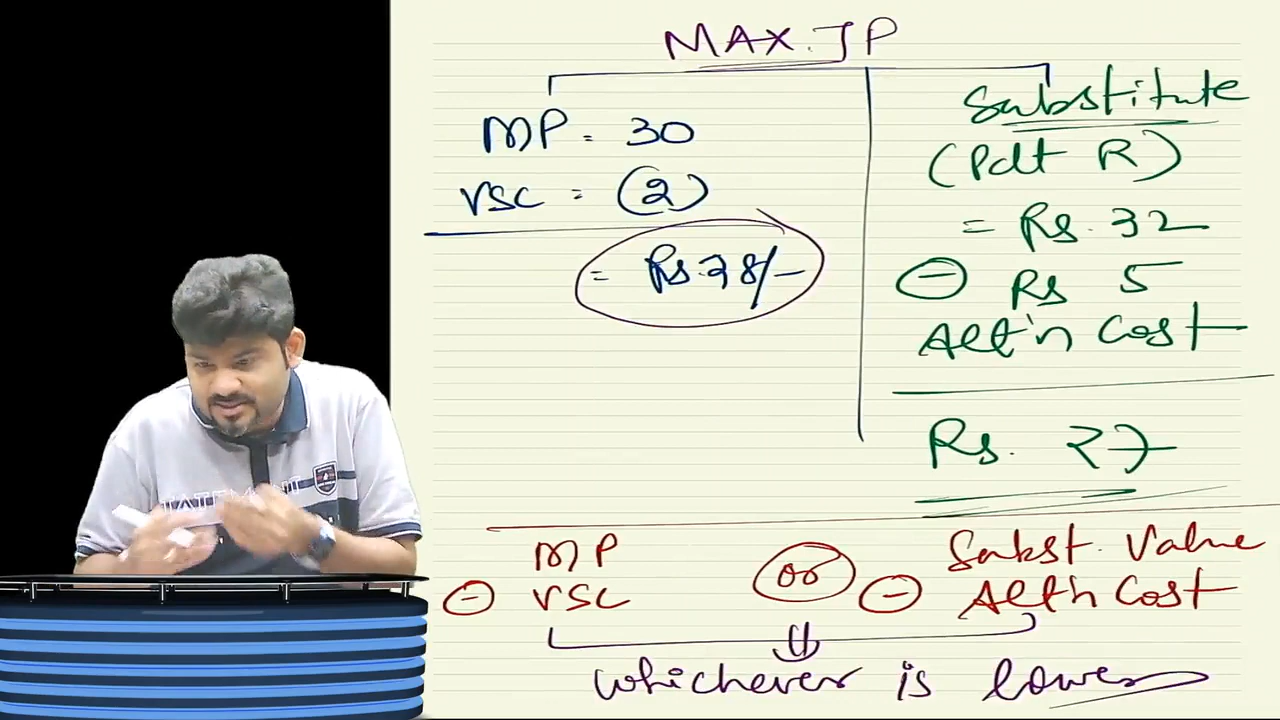 MAX. TP
MP = 30
VSC = (2)
= Rs. 28/-
Substitute
(Pdt R)
= Rs. 32
- Rs 5
Alt'n Cost
Rs. 27
MP
- VSC
or
Subst. Value
- Alt'n Cost
whichever is lower